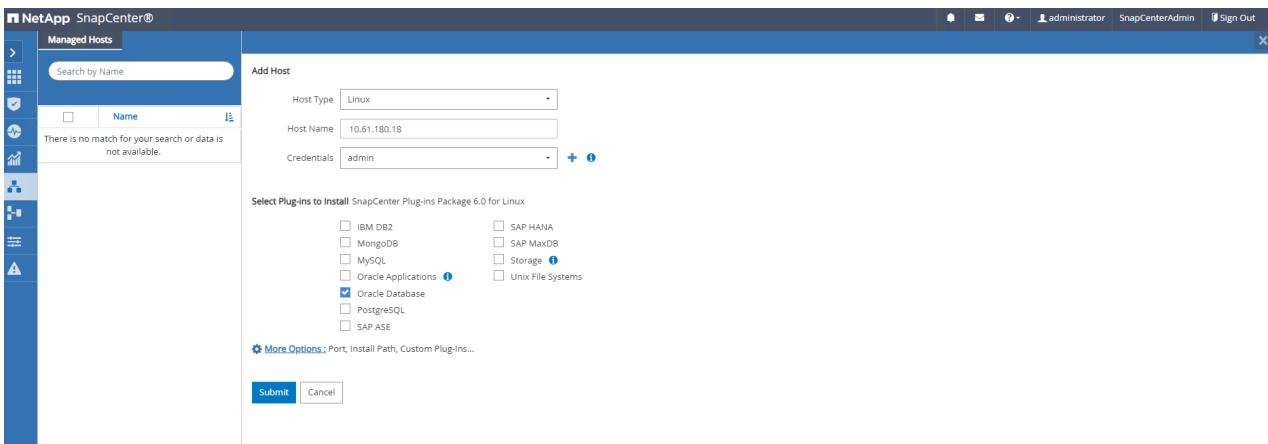 NetApp SnapCenter®
administrator SnapCenterAdmin Sign Out
Managed Hosts
Search by Name
Name
There is no match for your search or data is
not available.
Add Host
Host Type Linux
Host Name 10.61.180.18
Credentials admin
Select Plug-ins to Install SnapCenter Plug-ins Package 6.0 for Linux
IBM DB2 SAP HANA
MongoDB SAP MaxDB
MySQL Storage
Oracle Applications Unix File Systems
Oracle Database
PostgreSQL
SAP ASE
More Options : Port, Install Path, Custom Plug-Ins...
Submit Cancel